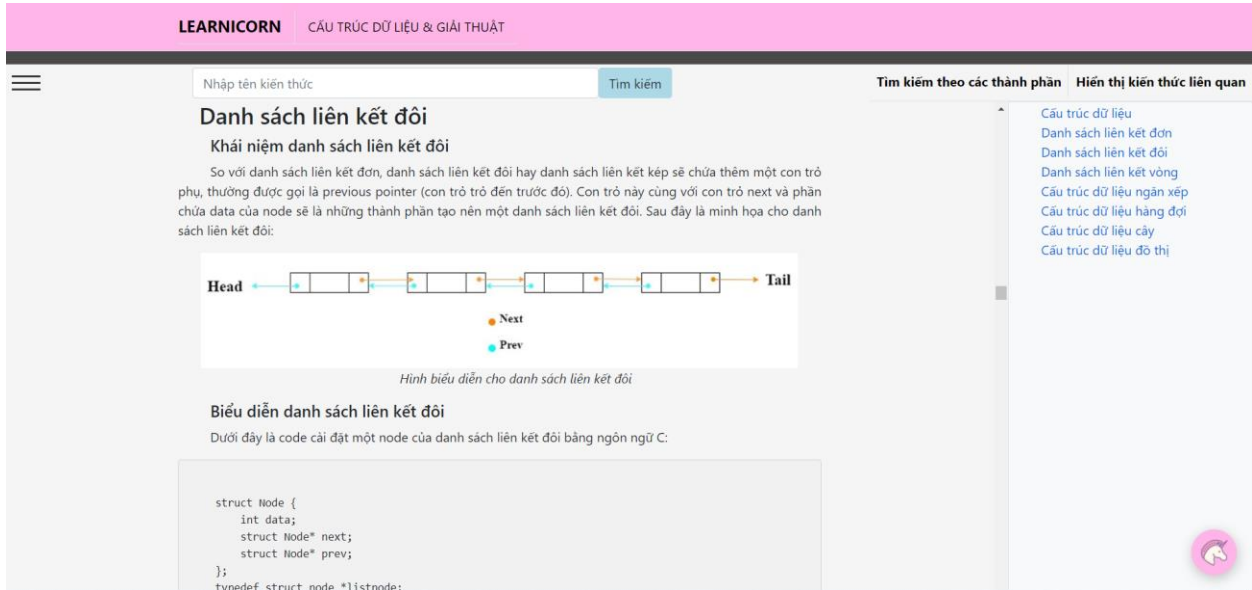 LEARNICORN
CẤU TRÚC DỮ LIỆU & GIẢI THUẬT
Nhập tên kiến thức
Tìm kiếm
Tìm kiếm theo các thành phần
Hiển thị kiến thức liên quan
Danh sách liên kết đôi
Khái niệm danh sách liên kết đôi
So với danh sách liên kết đơn, danh sách liên kết đôi hay danh sách liên kết kép sẽ chứa thêm một con trỏ
phụ, thường được gọi là previous pointer (con trỏ trỏ đến trước đó). Con trỏ này cùng với con trỏ next và phần
chứa data của node sẽ là những thành phần tạo nên một danh sách liên kết đôi. Sau đây là minh họa cho danh
sách liên kết đôi:
Head
Tail
Next
Prev
Hình biểu diễn cho danh sách liên kết đôi
Biểu diễn danh sách liên kết đôi
Dưới đây là code cài đặt một node của danh sách liên kết đôi bằng ngôn ngữ C:
struct Node {
int data;
struct Node* next;
struct Node* prev;
};
typedef struct node *listnode;
Cấu trúc dữ liệu
Danh sách liên kết đơn
Danh sách liên kết đôi
Danh sách liên kết vòng
Cấu trúc dữ liệu ngăn xếp
Cấu trúc dữ liệu hàng đợi
Cấu trúc dữ liệu cây
Cấu trúc dữ liệu đồ thị